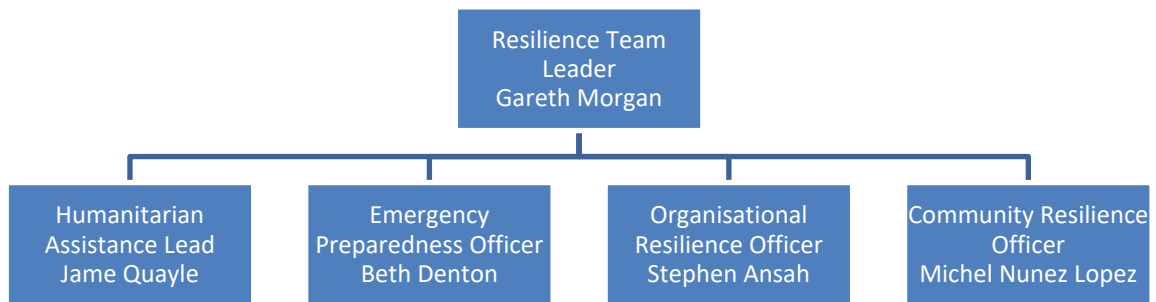 Resilience Team
Leader
Gareth Morgan
Humanitarian
Assistance Lead
Jame Quayle
Emergency
Preparedness Officer
Beth Denton
Organisational
Resilience Officer
Stephen Ansah
Community Resilience
Officer
Michel Nunez Lopez